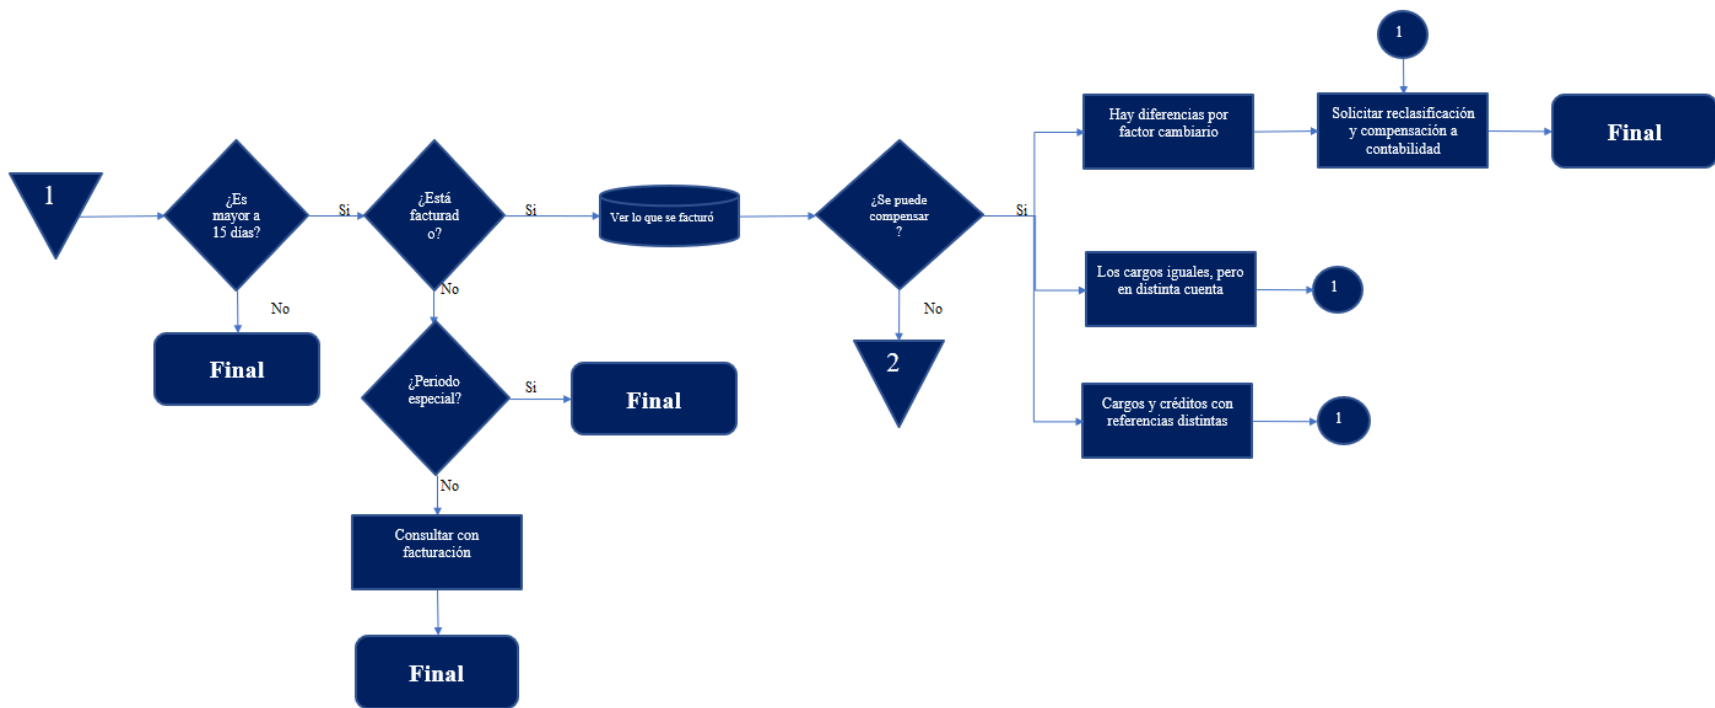 1
Hay diferencias por
factor cambiario
Solicitar reclasificación
y compensación a
contabilidad
Final
1
¿Es
mayor a
15 días?
Si
¿Está
facturad
o?
Si
Ver lo que se facturó
¿Se puede
compensar
?
Si
No
No
No
Los cargos iguales, pero
en distinta cuenta
1
Final
2
¿Periodo
especial?
Si
Final
Cargos y créditos con
referencias distintas
1
No
Consultar con
facturación
Final